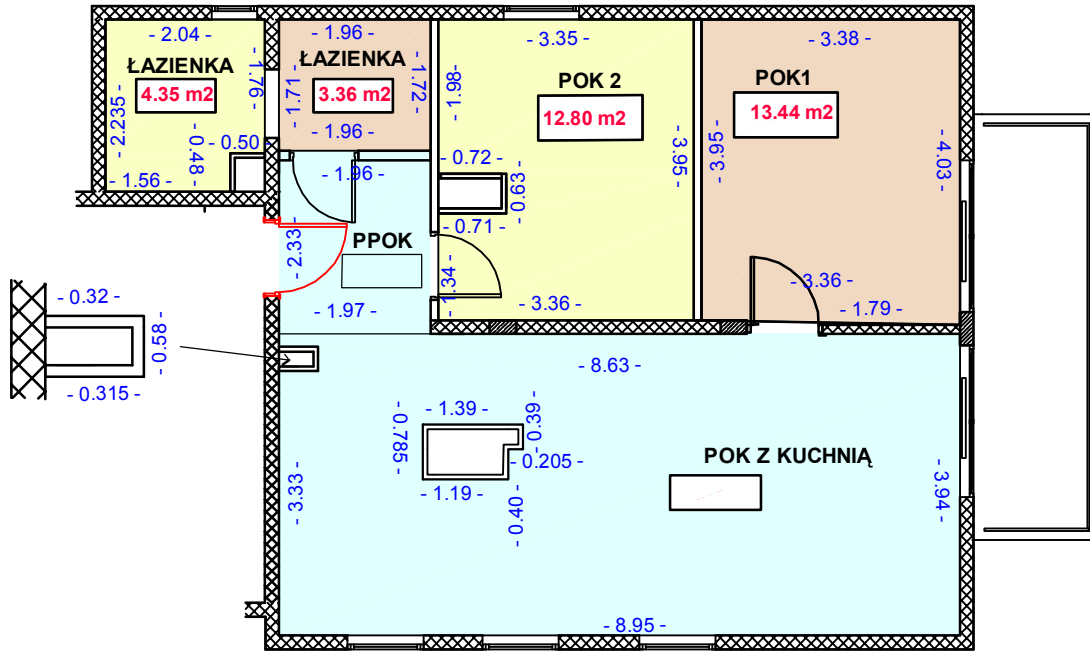 - 2.04 -
ŁAZIENKA
4.35 m2
- 1.76 -
- 2.235 -
- 0.50 -
- 0.48 -
- 1.56 -
- 1.96 -
ŁAZIENKA
3.36 m2
- 1.71 -
- 1.72 -
- 1.96 -
- 1.96 -
- 3.35 -
- 1.98 -
POK 2
12.80 m2
- 0.72 -
- 0.63 -
- 0.71 -
- 3.95 -
- 1.34 -
- 3.36 -
- 3.38 -
POK1
13.44 m2
- 3.95 -
- 4.03 -
- 3.36 -
- 1.79 -
PPOK
- 2.33 -
- 1.97 -
- 0.32 -
- 0.58 -
- 0.315 -
- 8.63 -
- 1.39 -
- 0.39 -
- 0.785 -
- 0.205 -
- 1.19 -
- 0.40 -
POK Z KUCHNIĄ
- 3.33 -
- 3.94 -
- 8.95 -